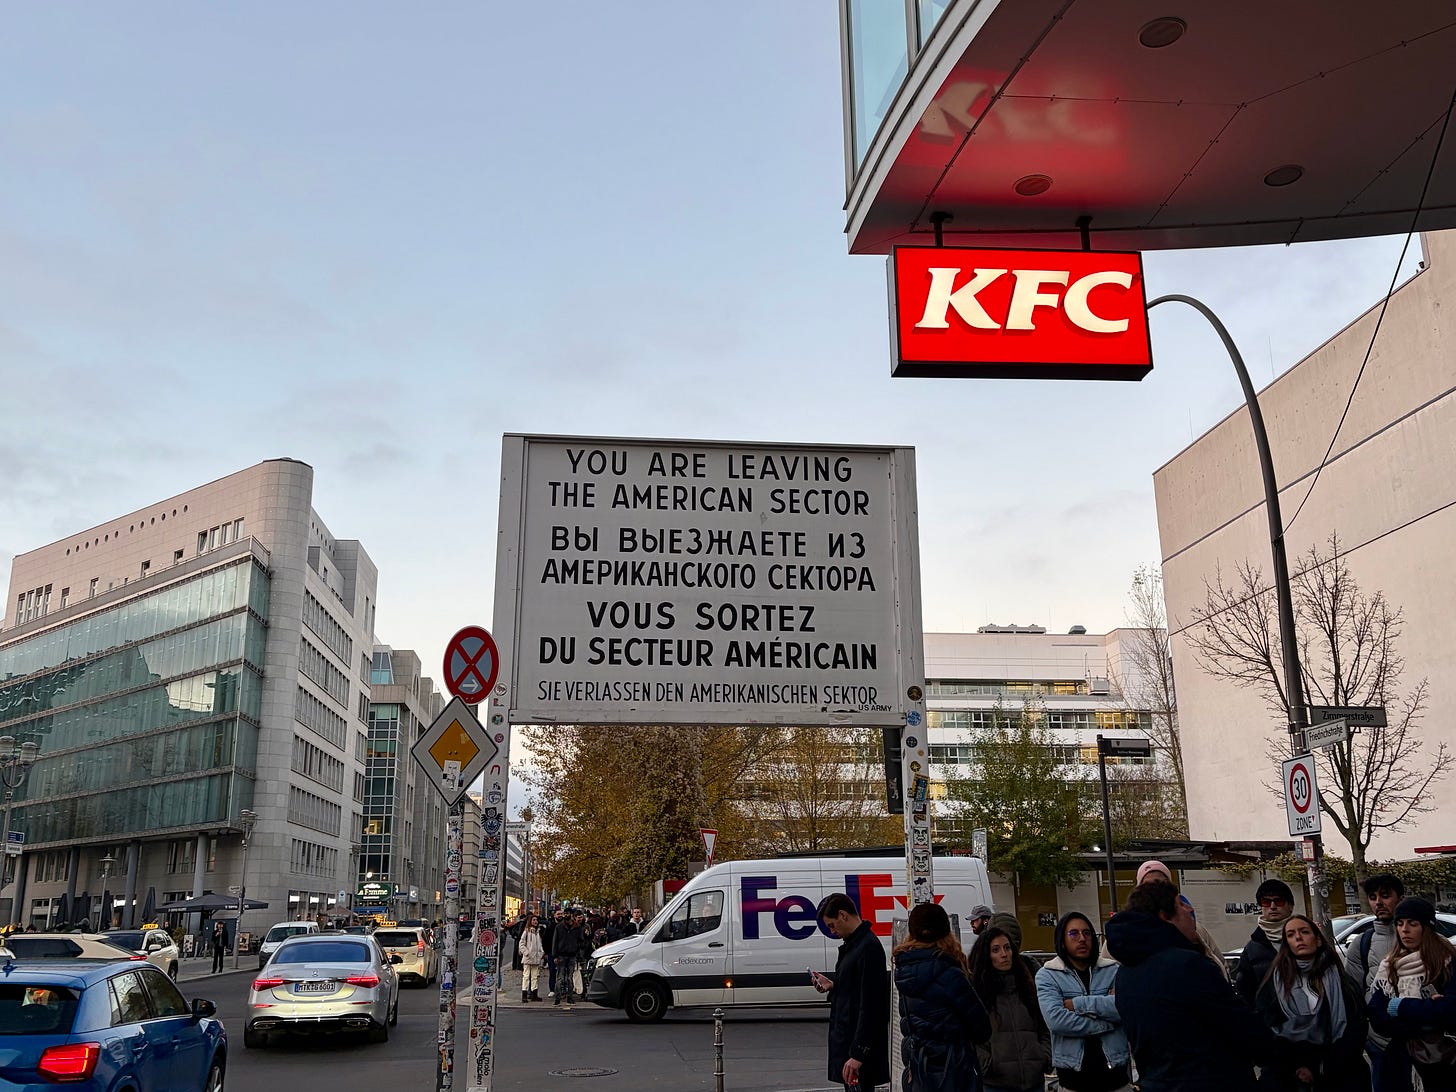 KFC
YOU ARE LEAVING
THE AMERICAN SECTOR
ВЫ ВЫЕЗЖАЕТЕ ИЗ
АМЕРИКАНСКОГО СЕКТОРА
VOUS SORTEZ
DU SECTEUR AMÉRICAIN
SIE VERLASSEN DEN AMERIKANISCHEN SEKTOR
US ARMY
Zimmerstraße
Friedrichstraße
30
ZONE
FedEx
fedex.com